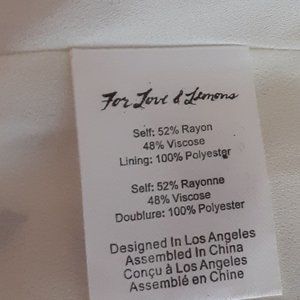 For Love & Lemons
Self: 52% Rayon
48% Viscose
Lining: 100% Polyester
Self: 52% Rayonne
48% Viscose
Doublure: 100% Polyester
Designed In Los Angeles
Assembled In China
Conçu à Los Angeles
Assemblé en Chine